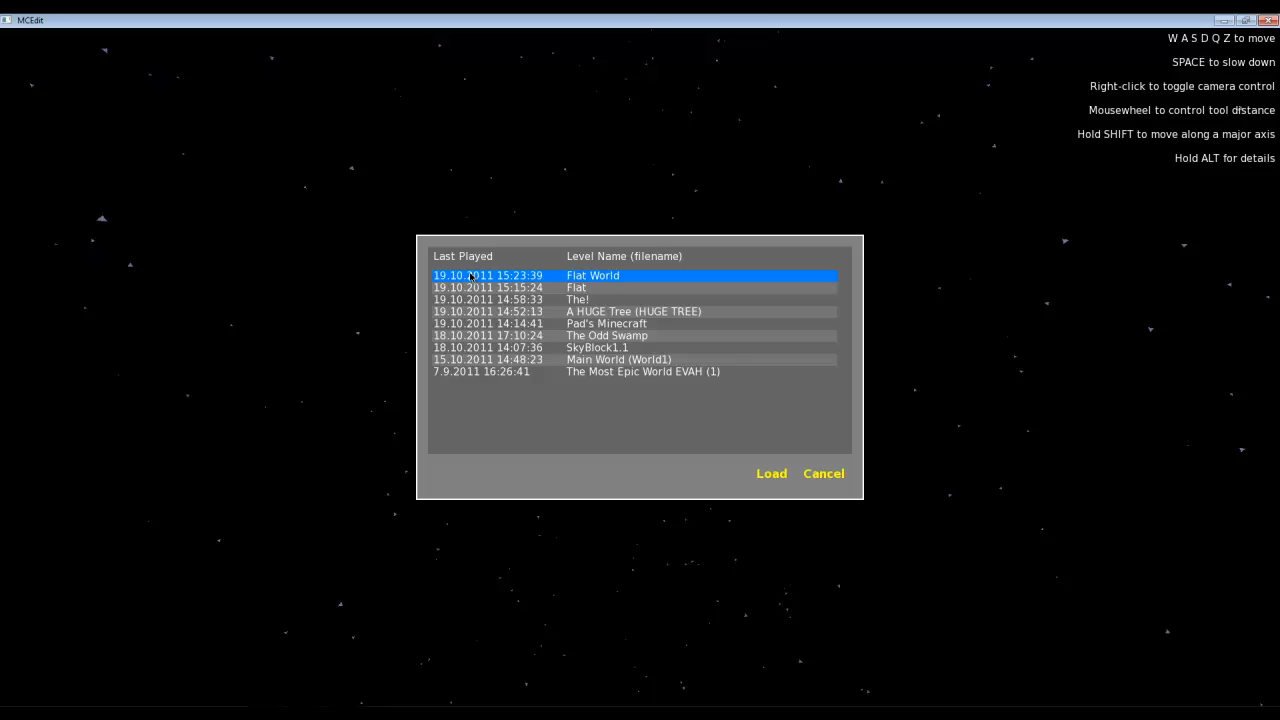 MCEdit
W A S D Q Z to move
SPACE to slow down
Right-click to toggle camera control
Mousewheel to control tool distance
Hold SHIFT to move along a major axis
Hold ALT for details
Last Played Level Name (filename)
19.10.2011 15:23:39 Flat World
19.10.2011 15:15:24 Flat
19.10.2011 14:58:33 The!
19.10.2011 14:52:13 A HUGE Tree (HUGE TREE)
19.10.2011 14:14:41 Pad's Minecraft
18.10.2011 17:10:24 The Odd Swamp
18.10.2011 14:07:36 SkyBlock1.1
15.10.2011 14:48:23 Main World (World1)
7.9.2011 16:26:41 The Most Epic World EVAH (1)
Load Cancel